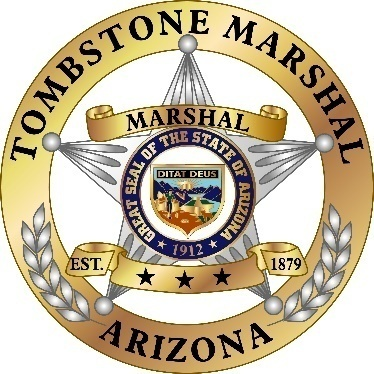 TOMBSTONE MARSHAL
MARSHAL
GREAT SEAL OF THE STATE OF ARIZONA
DITAT DEUS
1912
EST. 1879
ARIZONA